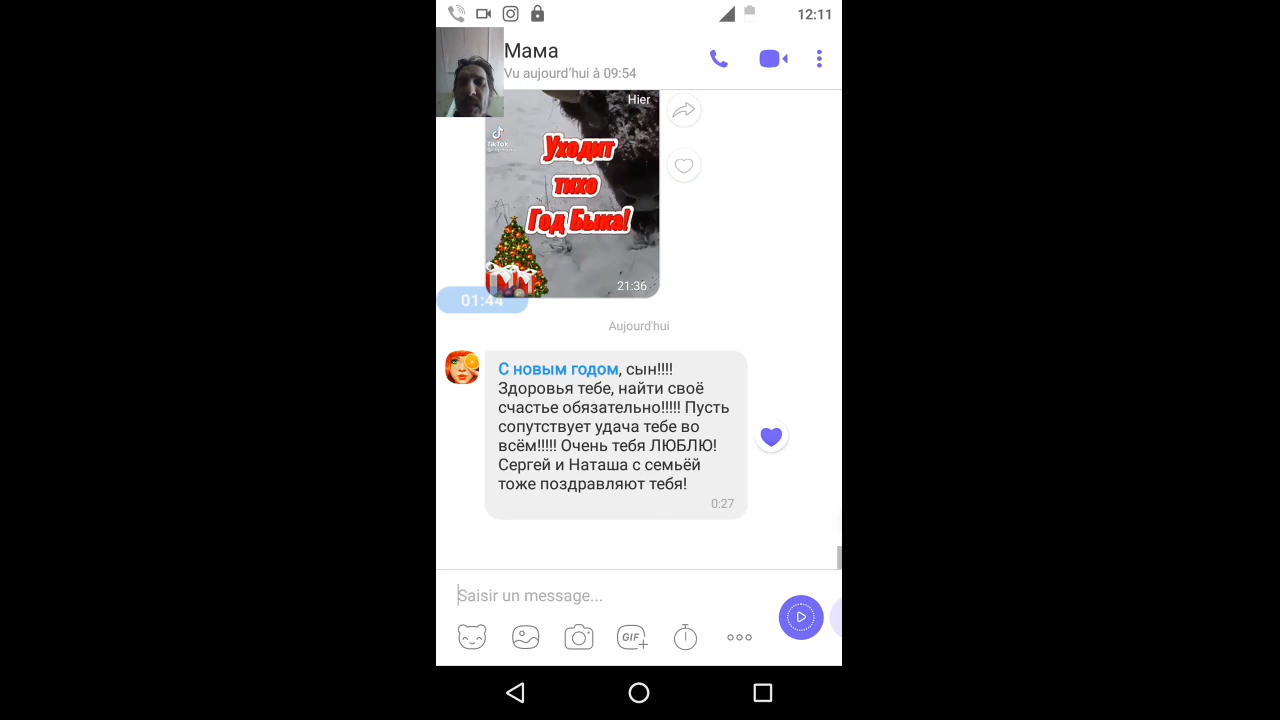 12:11
Мама
Vu aujourd'hui à 09:54
Hier
TikTok
Уходит
тихо
Год Быка!
21:36
01:44
Aujourd'hui
С новым годом, сын!!!!
Здоровья тебе, найти своё
счастье обязательно!!!!! Пусть
сопутствует удача тебе во
всём!!!!! Очень тебя ЛЮБЛЮ!
Сергей и Наташа с семьёй
тоже поздравляют тебя!
0:27
Saisir un message...
GIF